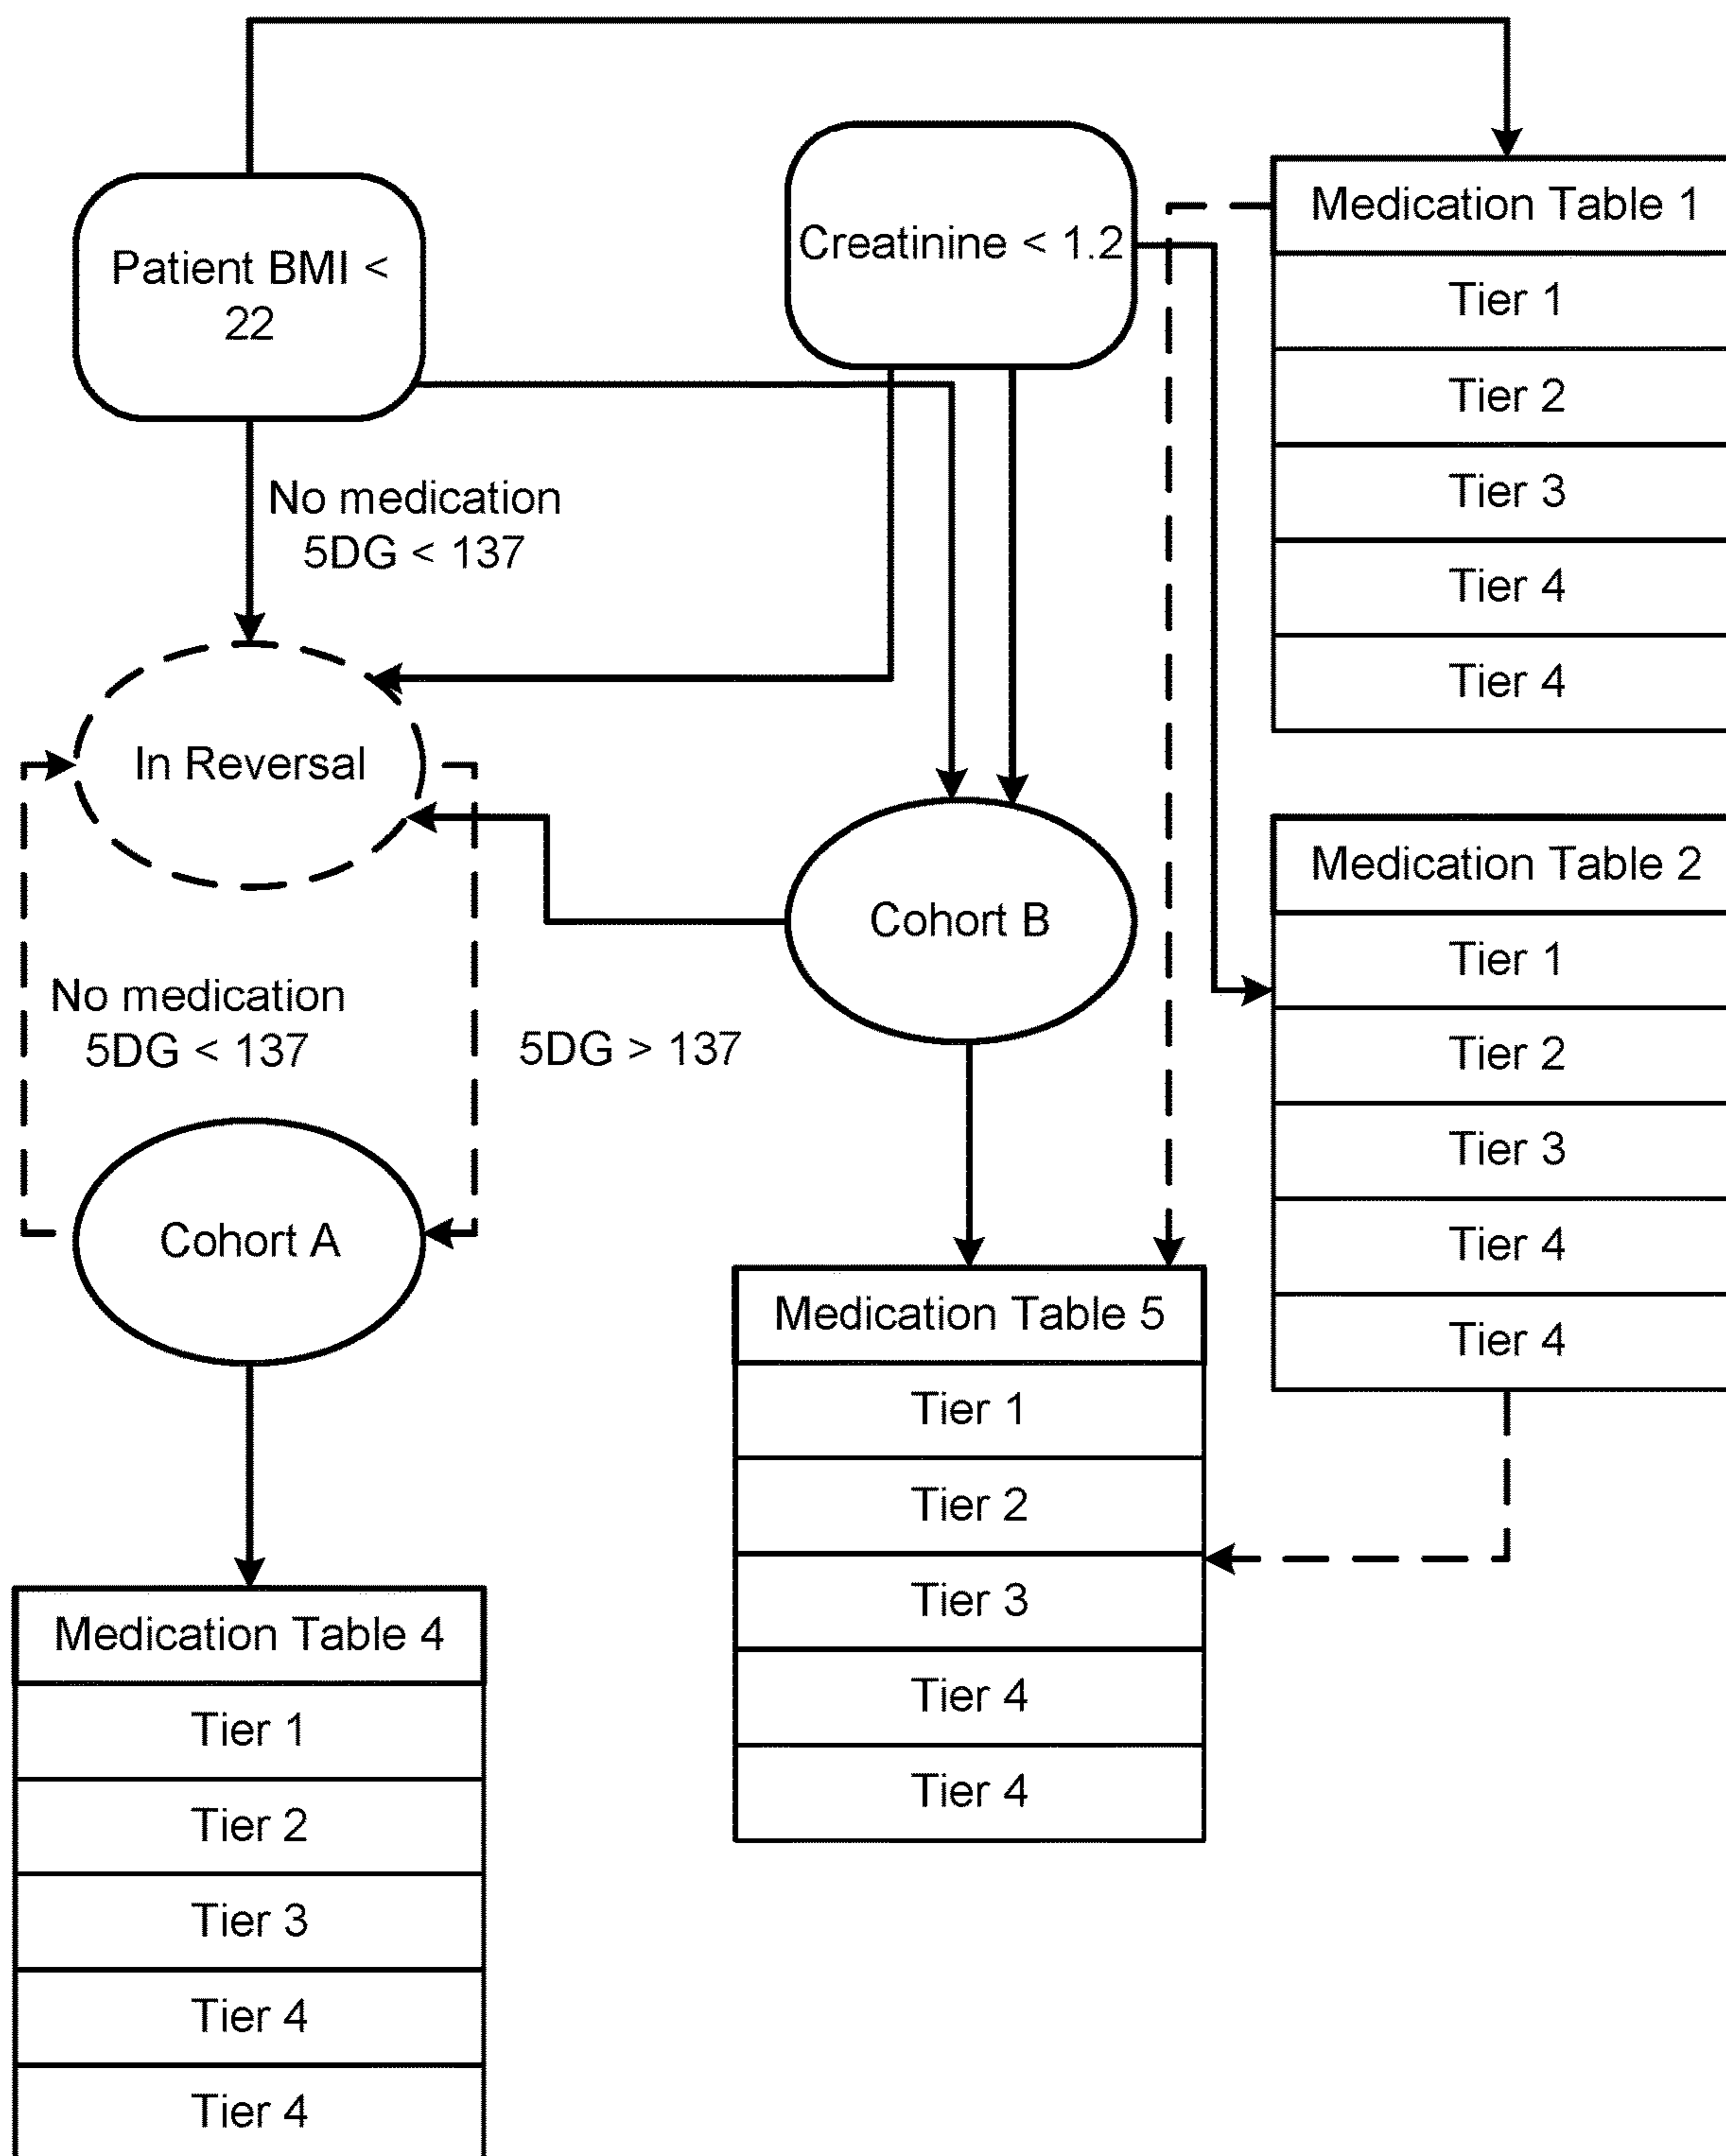 Patient BMI <
22
Creatinine < 1.2
Medication Table 1
Tier 1
Tier 2
Tier 3
Tier 4
Tier 4
No medication
5DG < 137
In Reversal
Cohort B
Medication Table 2
Tier 1
Tier 2
Tier 3
Tier 4
Tier 4
No medication
5DG < 137
5DG > 137
Cohort A
Medication Table 5
Tier 1
Tier 2
Tier 3
Tier 4
Tier 4
Medication Table 4
Tier 1
Tier 2
Tier 3
Tier 4
Tier 4